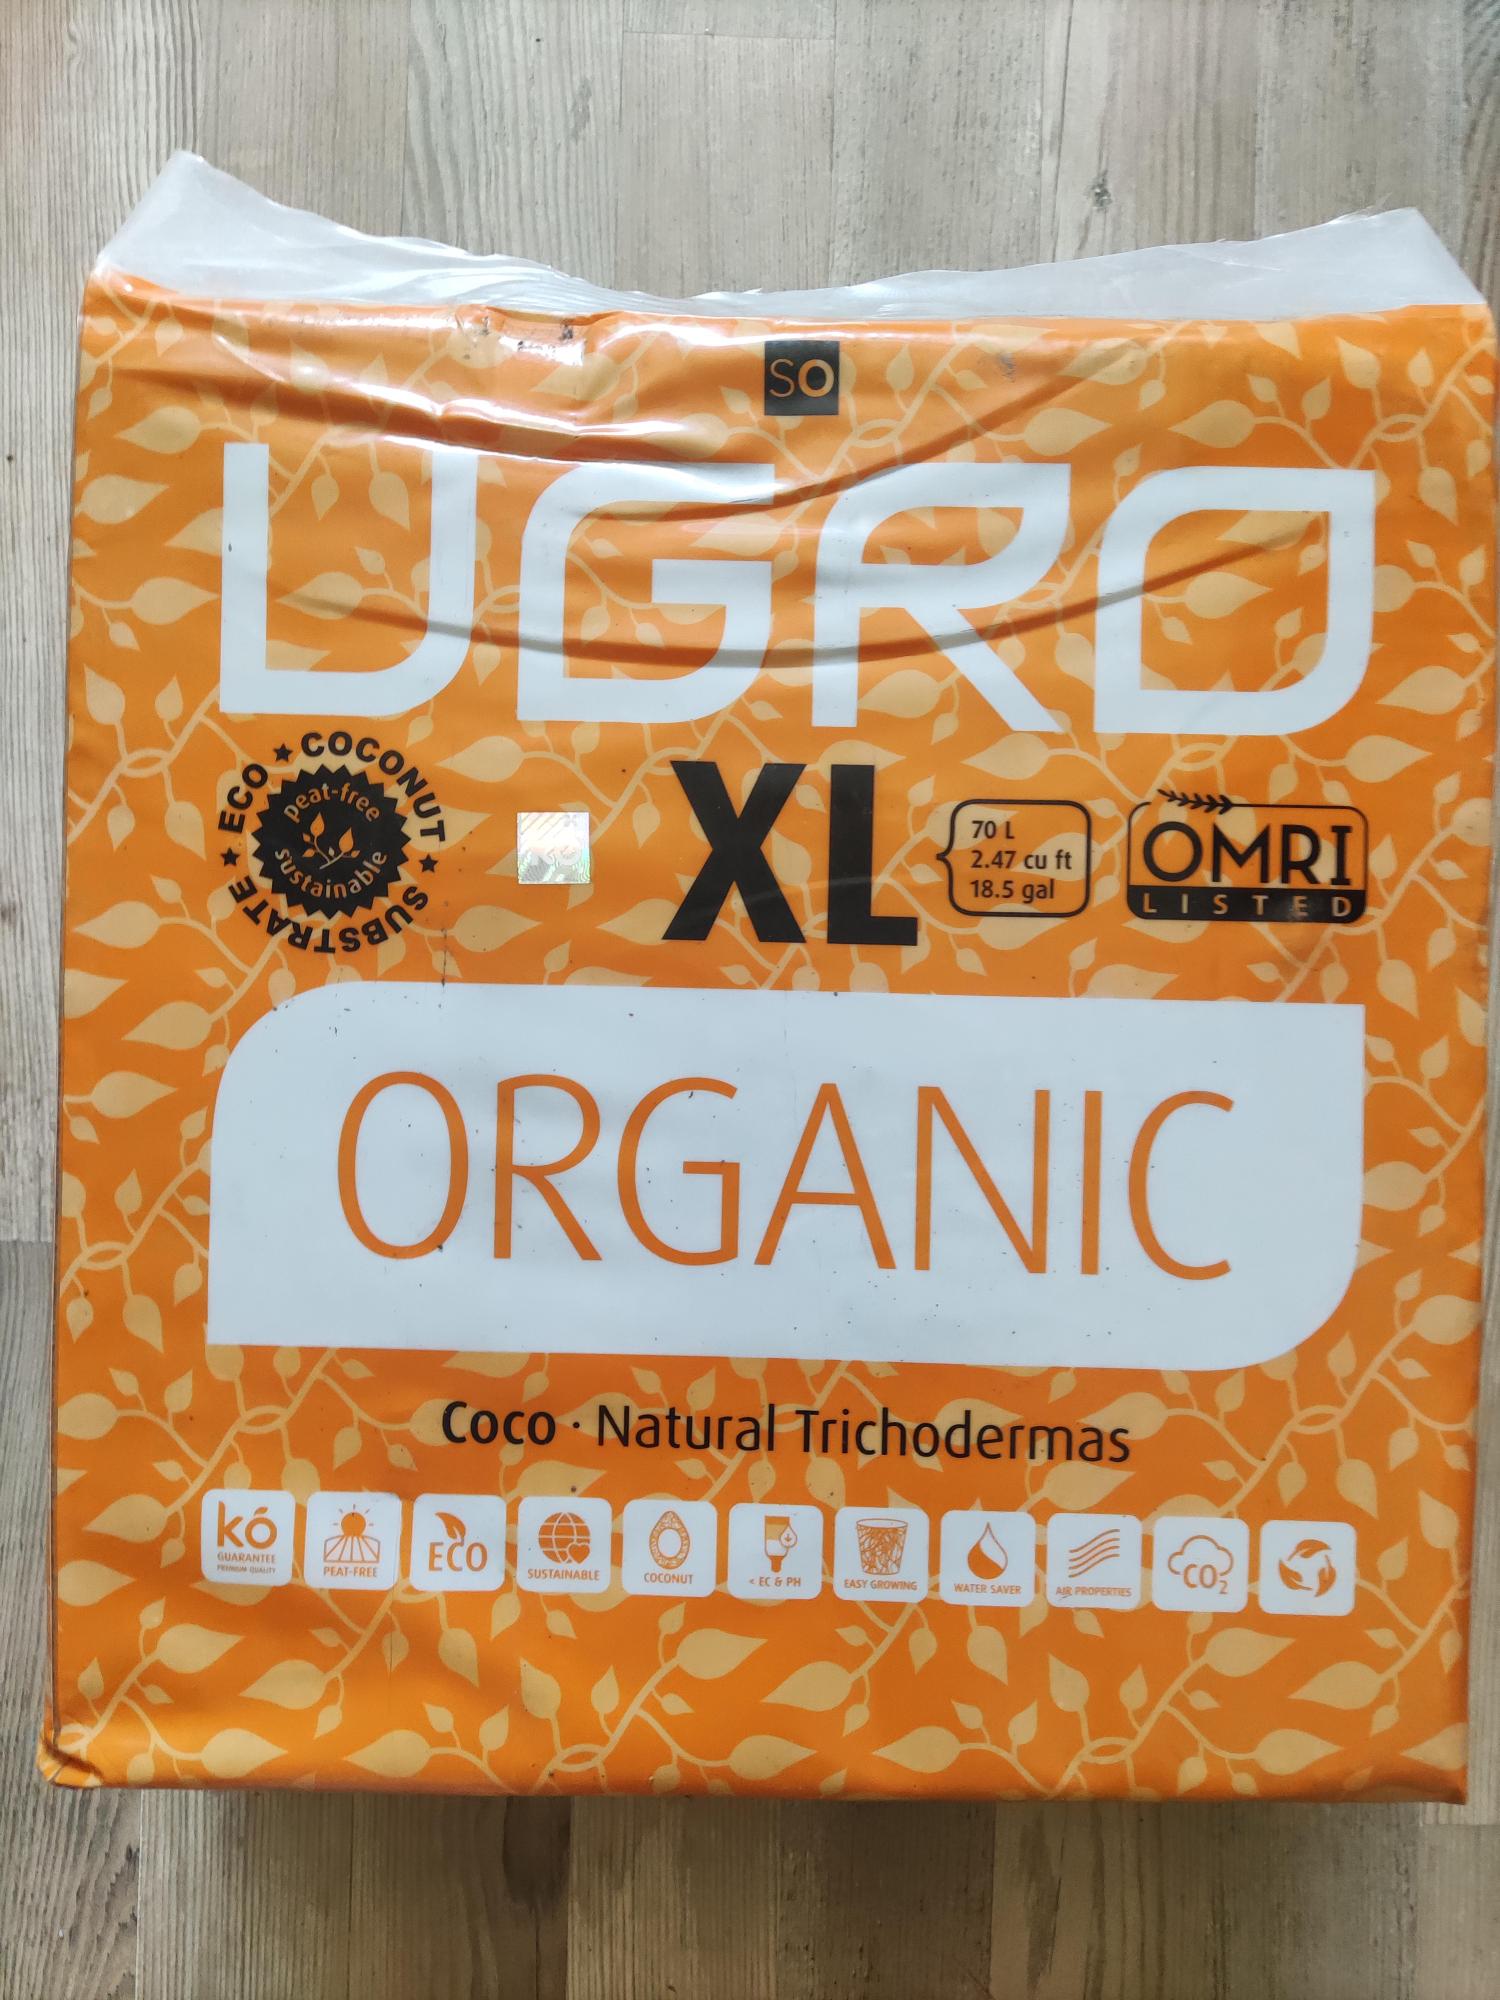 SO
UGRO
ECO ★ COCONUT ★ SUBSTRATE ★
peat-free
sustainable
XL
70 L
2.47 cu ft
18.5 gal
OMRI
LISTED
ORGANIC
Coco · Natural Trichodermas
kó
GUARANTEE
PREMIUM QUALITY
PEAT-FREE
ECO
SUSTAINABLE
COCONUT
< EC & PH
EASY GROWING
WATER SAVER
AIR PROPERTIES
CO2